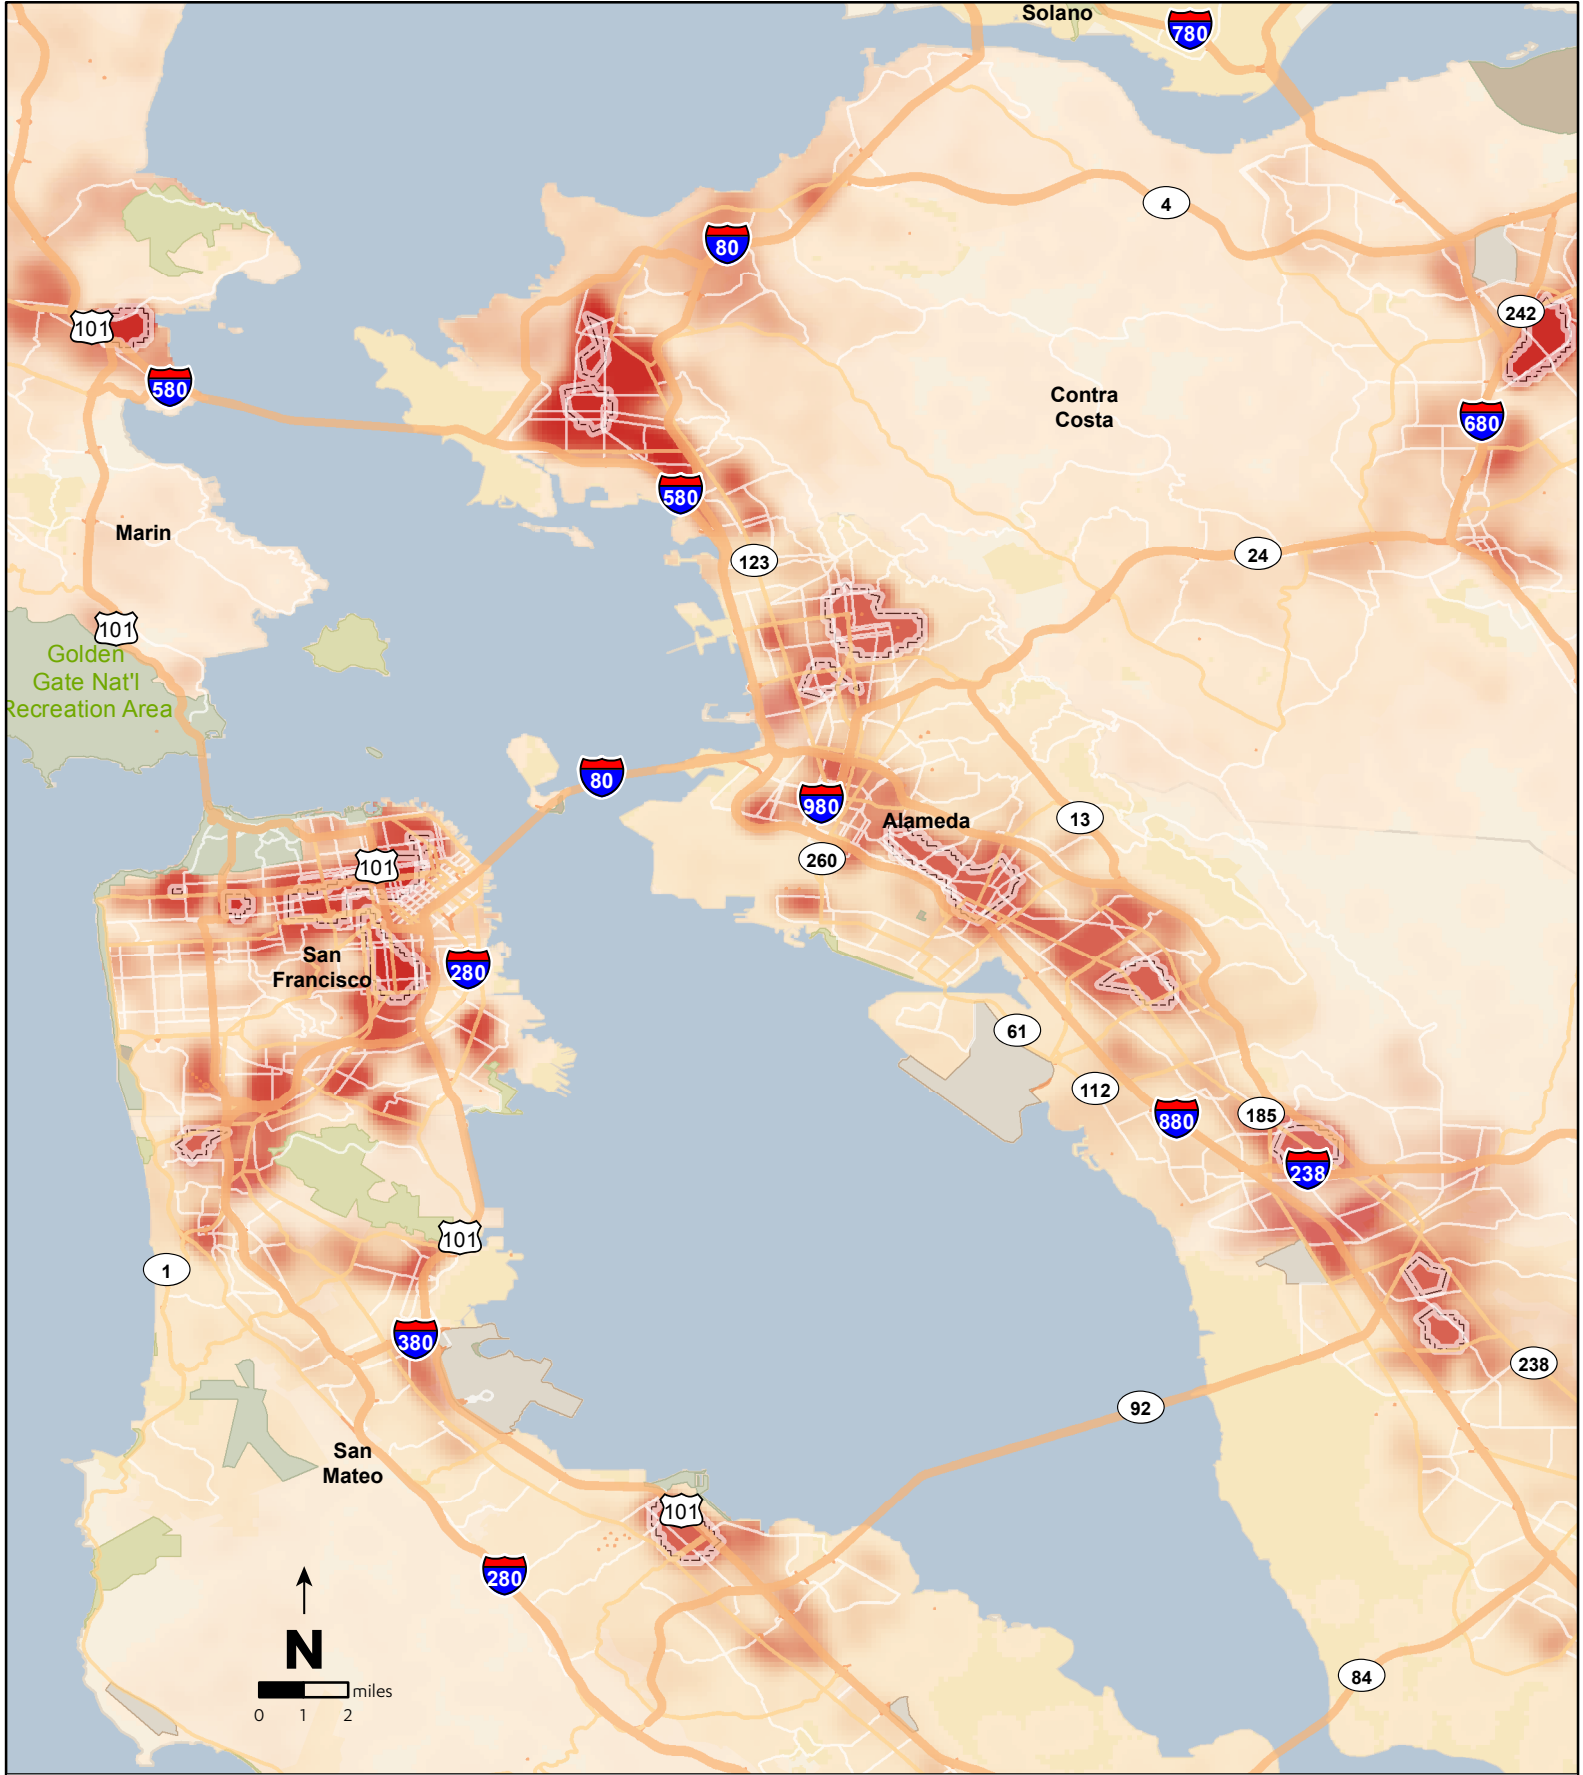 Solano
780
4
80
242
101
580
Contra
Costa
680
580
Marin
123
24
101
Golden
Gate Nat'l
Recreation Area
80
980
Alameda
13
260
101
San
Francisco
280
61
112
185
880
238
101
1
380
238
92
San
Mateo
101
280
N
miles
0 1 2
84